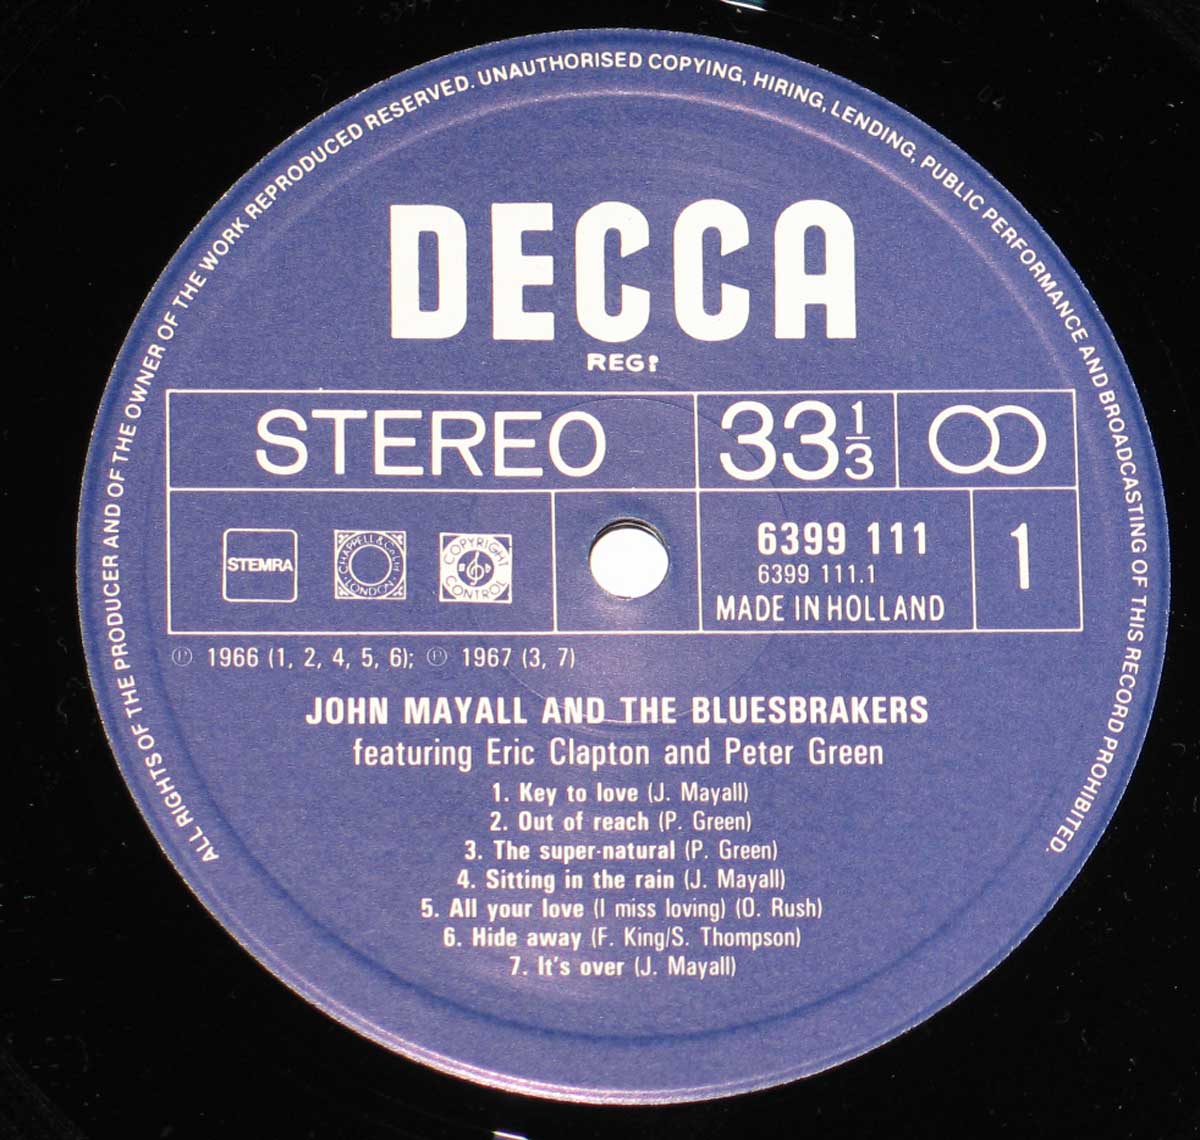 ALL RIGHTS OF THE PRODUCER AND OF THE OWNER OF THE WORK REPRODUCED RESERVED. UNAUTHORISED COPYING, HIRING, LENDING, PUBLIC PERFORMANCE AND BROADCASTING OF THIS RECORD PROHIBITED.
DECCA
REGD
STEREO 33 1/3
STEMRA
CHAPPELL & Co Ltd LONDON
COPYRIGHT CONTROL
6399 111
6399 111.1
MADE IN HOLLAND
1
℗ 1966 (1, 2, 4, 5, 6); ℗ 1967 (3, 7)
JOHN MAYALL AND THE BLUESBRAKERS
featuring Eric Clapton and Peter Green
1. Key to love (J. Mayall)
2. Out of reach (P. Green)
3. The super-natural (P. Green)
4. Sitting in the rain (J. Mayall)
5. All your love (I miss loving) (O. Rush)
6. Hide away (F. King/S. Thompson)
7. It's over (J. Mayall)